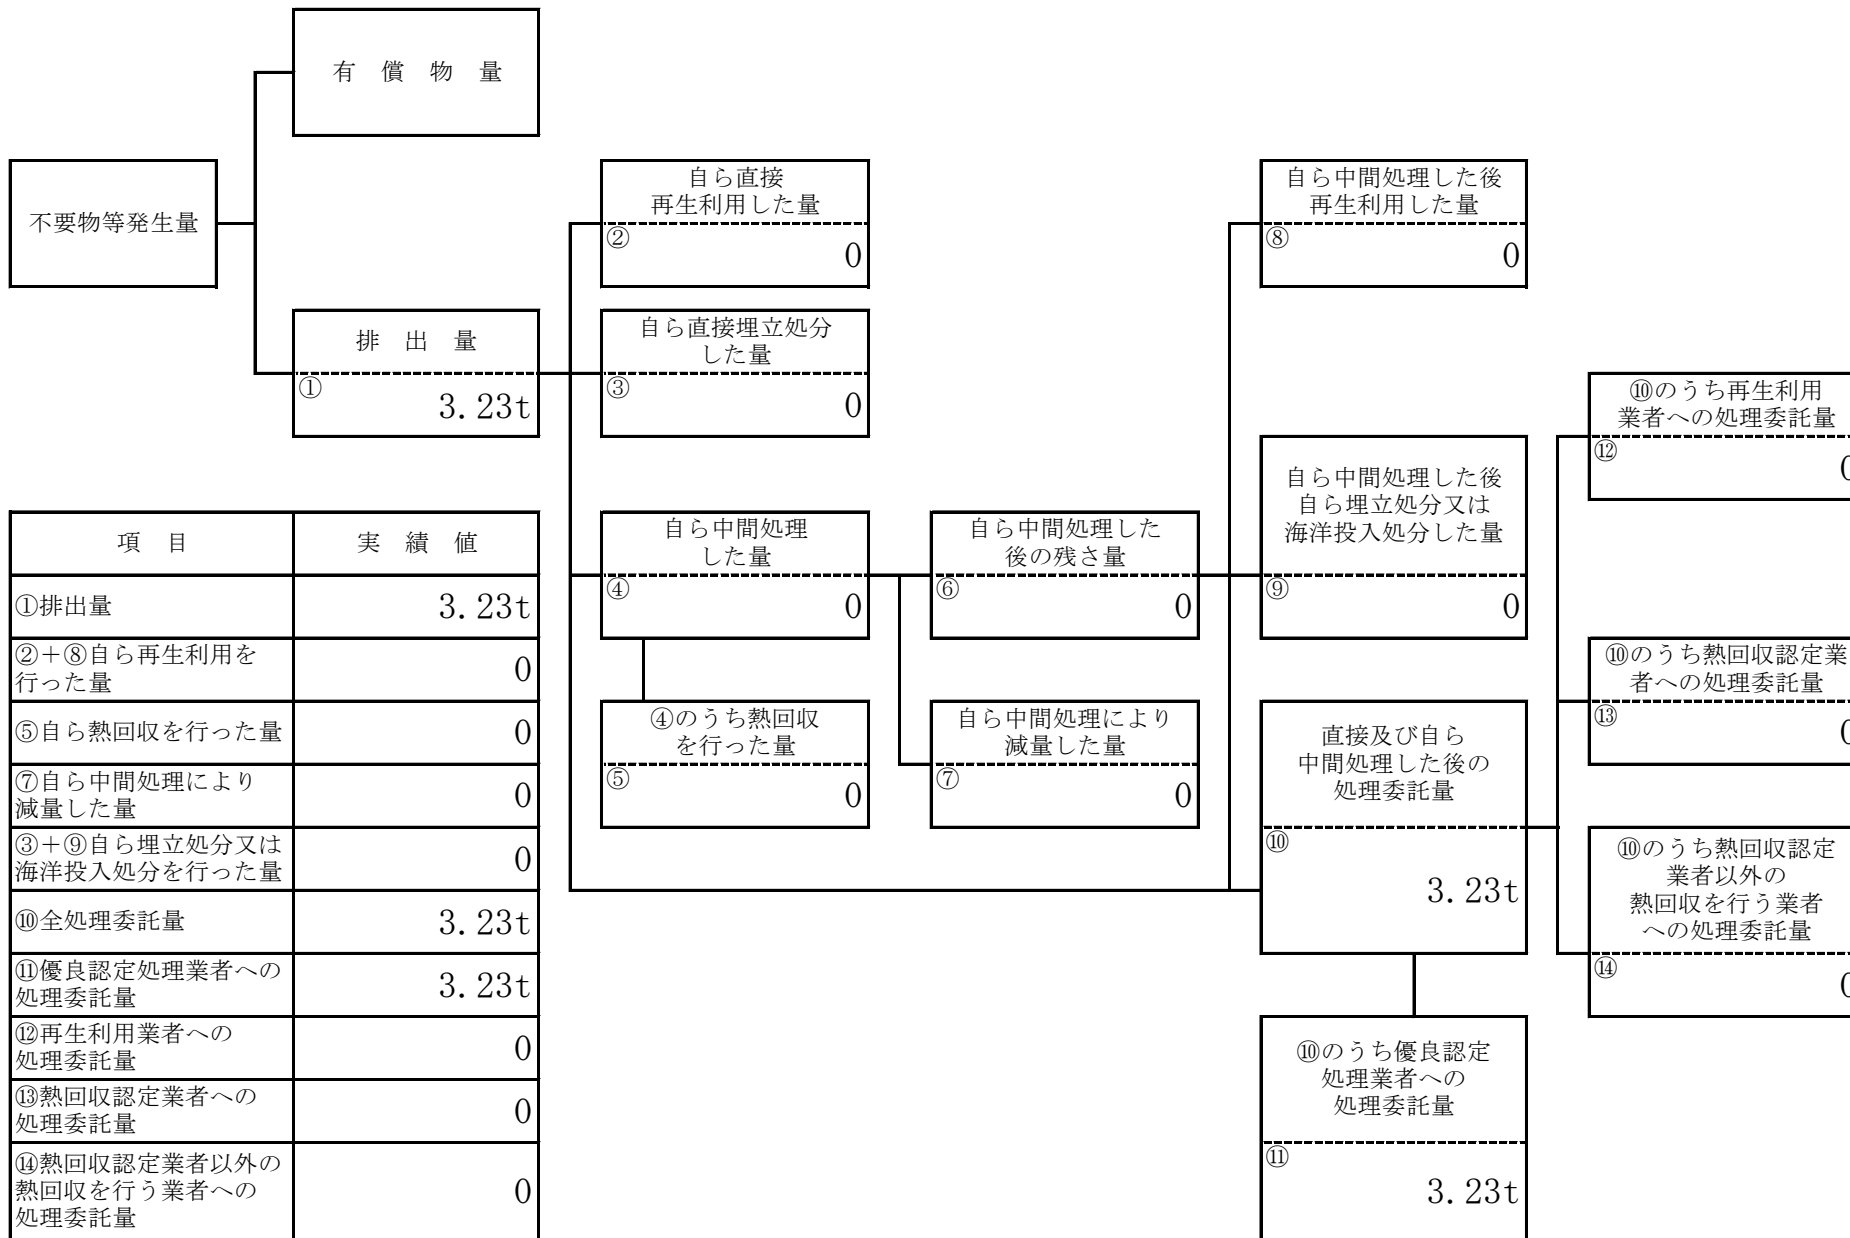 有　償　物　量
不要物等発生量
排　出　量
①
3.23t
自ら直接
再生利用した量
②
0
自ら直接埋立処分
した量
③
0
自ら中間処理
した量
④
0
④のうち熱回収
を行った量
⑤
0
自ら中間処理した
後の残さ量
⑥
0
自ら中間処理により
減量した量
⑦
0
自ら中間処理した後
再生利用した量
⑧
0
自ら中間処理した後
自ら埋立処分又は
海洋投入処分した量
⑨
0
直接及び自ら
中間処理した後の
処理委託量
⑩
3.23t
⑩のうち優良認定
処理業者への
処理委託量
⑪
3.23t
⑩のうち再生利用
業者への処理委託量
⑫
0
⑩のうち熱回収認定業
者への処理委託量
⑬
0
⑩のうち熱回収認定
業者以外の
熱回収を行う業者
への処理委託量
⑭
0
項　目
実　績　値
①排出量
3.23t
②＋⑧自ら再生利用を
行った量
0
⑤自ら熱回収を行った量
0
⑦自ら中間処理により
減量した量
0
③＋⑨自ら埋立処分又は
海洋投入処分を行った量
0
⑩全処理委託量
3.23t
⑪優良認定処理業者への
処理委託量
3.23t
⑫再生利用業者への
処理委託量
0
⑬熱回収認定業者への
処理委託量
0
⑭熱回収認定業者以外の
熱回収を行う業者への
処理委託量
0